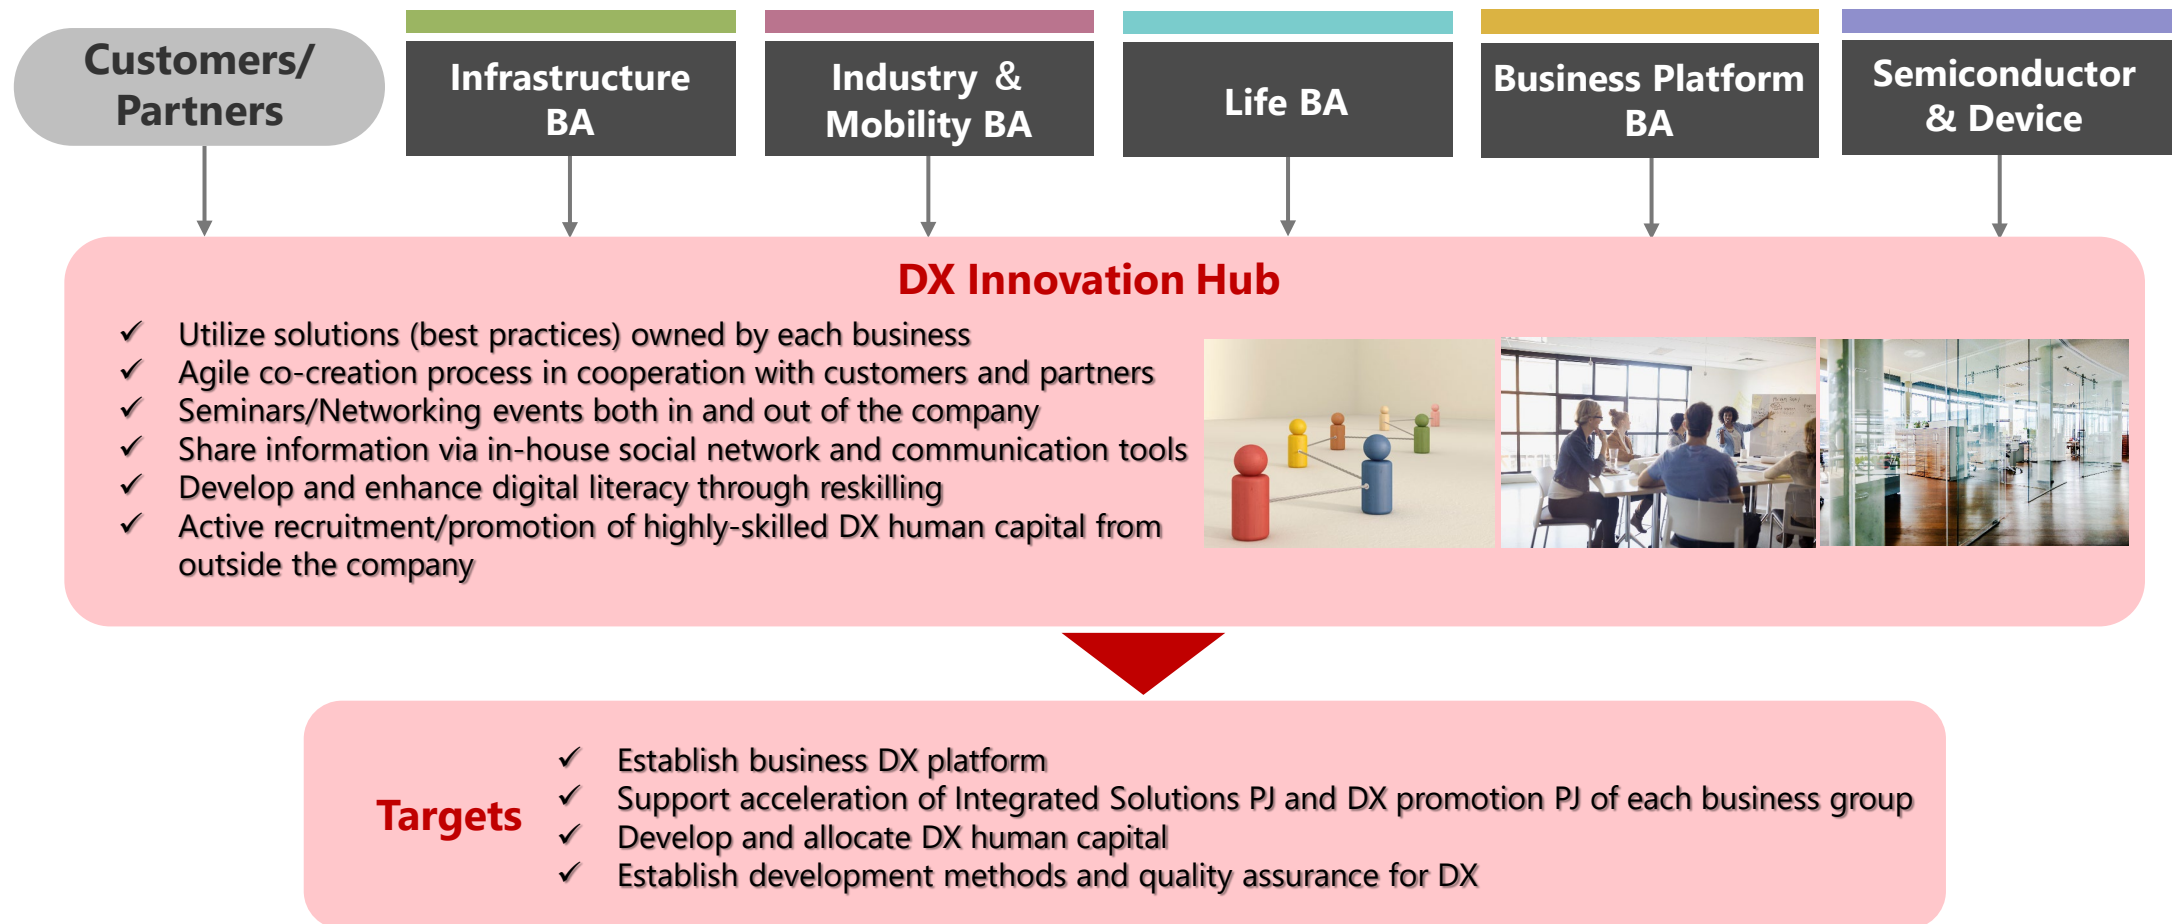 Customers/
Partners
Infrastructure
BA
Industry ＆
Mobility BA
Life BA
Business Platform
BA
Semiconductor
& Device
DX Innovation Hub
✓ Utilize solutions (best practices) owned by each business
✓ Agile co-creation process in cooperation with customers and partners
✓ Seminars/Networking events both in and out of the company
✓ Share information via in-house social network and communication tools
✓ Develop and enhance digital literacy through reskilling
✓ Active recruitment/promotion of highly-skilled DX human capital from
outside the company
Targets
✓ Establish business DX platform
✓ Support acceleration of Integrated Solutions PJ and DX promotion PJ of each business group
✓ Develop and allocate DX human capital
✓ Establish development methods and quality assurance for DX